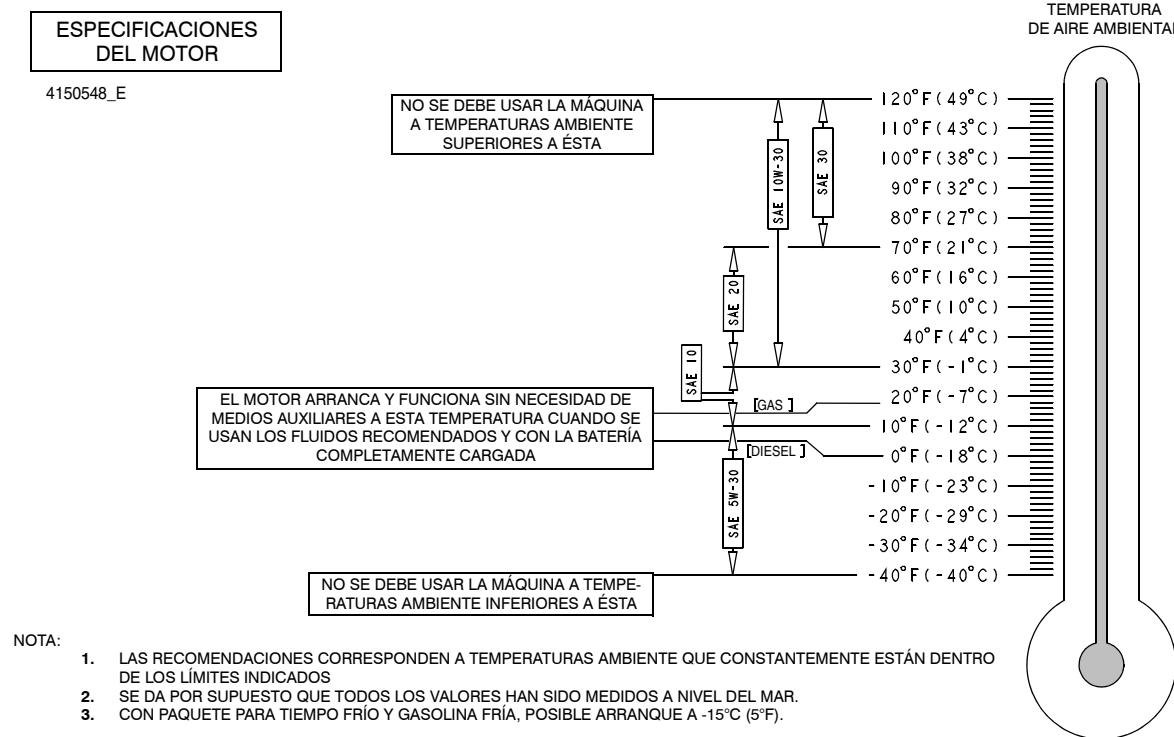 TEMPERATURA
DE AIRE AMBIENTAL
ESPECIFICACIONES
DEL MOTOR
4150548_E
NO SE DEBE USAR LA MÁQUINA
A TEMPERATURAS AMBIENTE
SUPERIORES A ÉSTA
SAE 10W-30
SAE 30
SAE 20
SAE 10
SAE 5W-30
120°F(49°C)
110°F(43°C)
100°F(38°C)
90°F(32°C)
80°F(27°C)
70°F(21°C)
60°F(16°C)
50°F(10°C)
40°F(4°C)
30°F(-1°C)
20°F(-7°C)
10°F(-12°C)
0°F(-18°C)
-10°F(-23°C)
-20°F(-29°C)
-30°F(-34°C)
-40°F(-40°C)
EL MOTOR ARRANCA Y FUNCIONA SIN NECESIDAD DE
MEDIOS AUXILIARES A ESTA TEMPERATURA CUANDO SE
USAN LOS FLUIDOS RECOMENDADOS Y CON LA BATERÍA
COMPLETAMENTE CARGADA
[GAS ]
[DIESEL ]
NO SE DEBE USAR LA MÁQUINA A TEMPE-
RATURAS AMBIENTE INFERIORES A ÉSTA
NOTA:
1. LAS RECOMENDACIONES CORRESPONDEN A TEMPERATURAS AMBIENTE QUE CONSTANTEMENTE ESTÁN DENTRO
DE LOS LÍMITES INDICADOS
2. SE DA POR SUPUESTO QUE TODOS LOS VALORES HAN SIDO MEDIDOS A NIVEL DEL MAR.
3. CON PAQUETE PARA TIEMPO FRÍO Y GASOLINA FRÍA, POSIBLE ARRANQUE A -15°C (5°F).